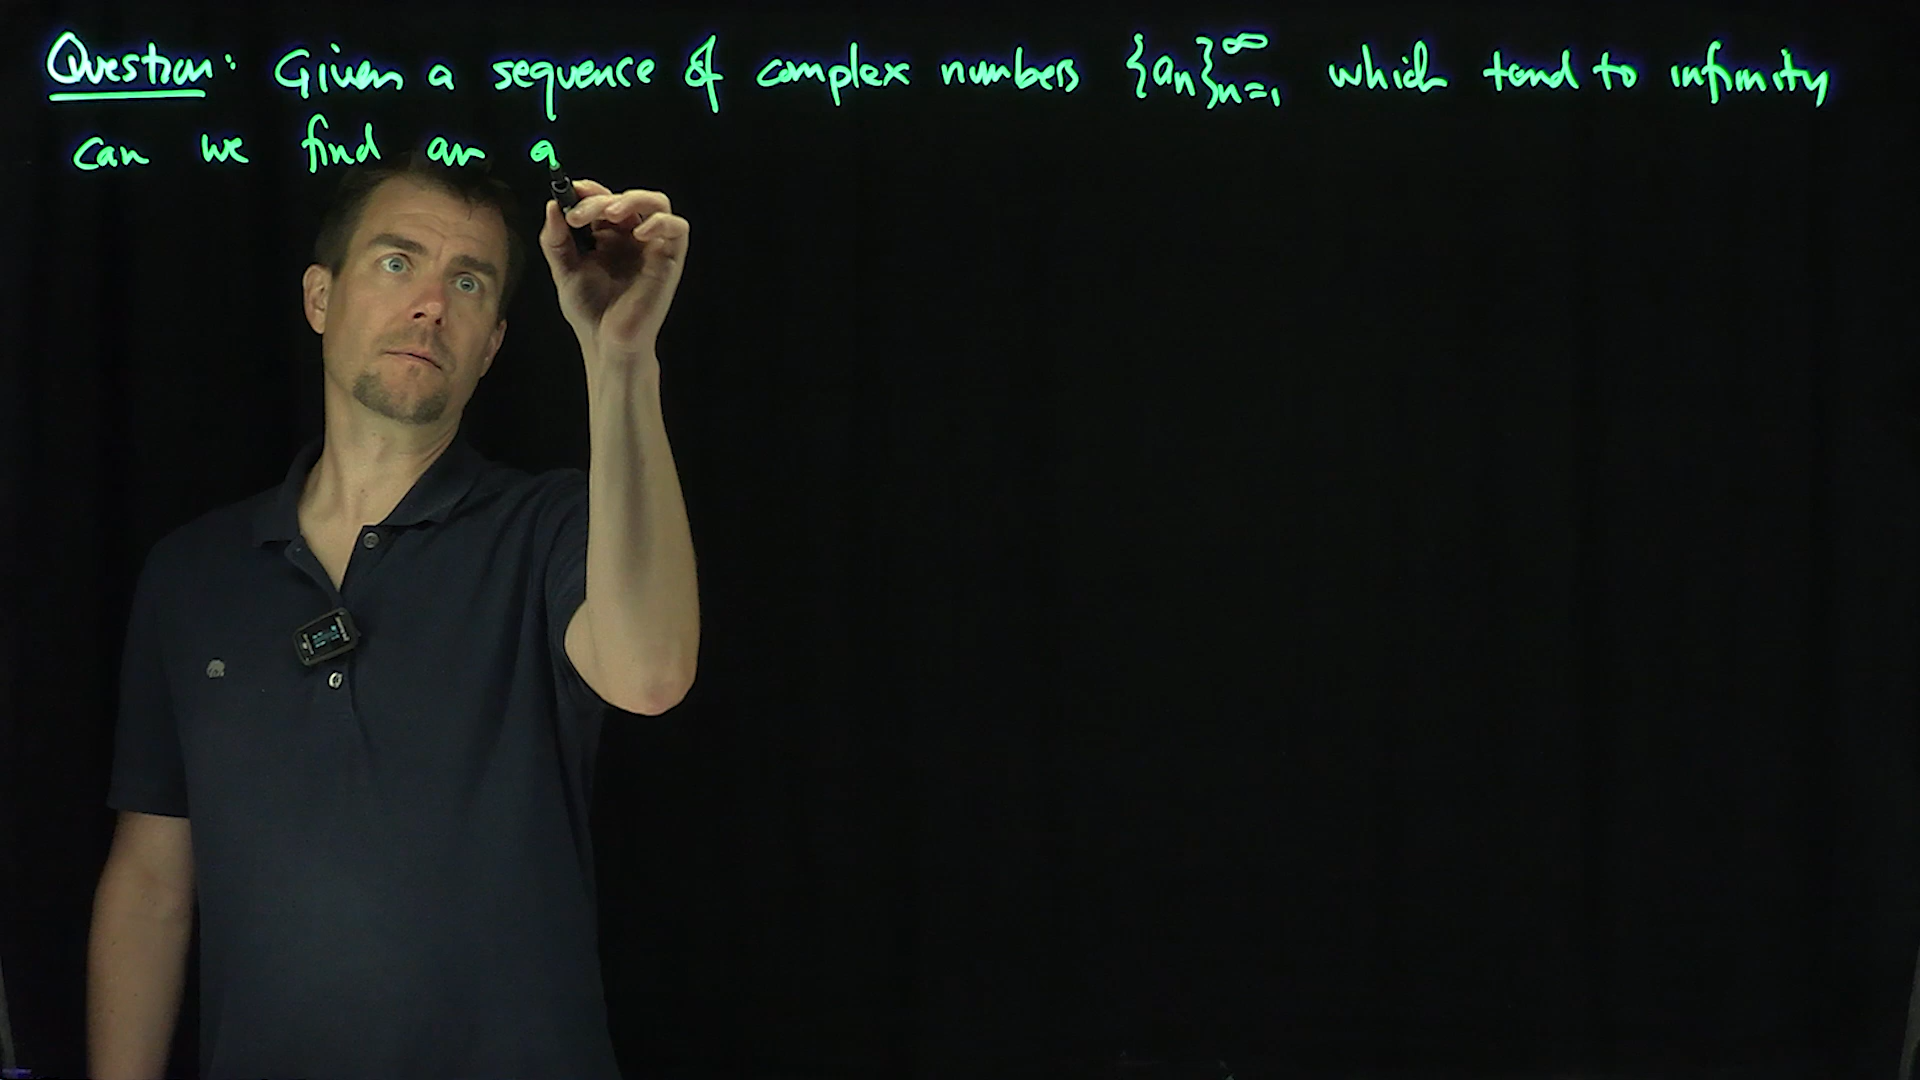 Question: Given a sequence of complex numbers {aₙ}ₙ₌₁^∞ which tend to infinity
can we find an a